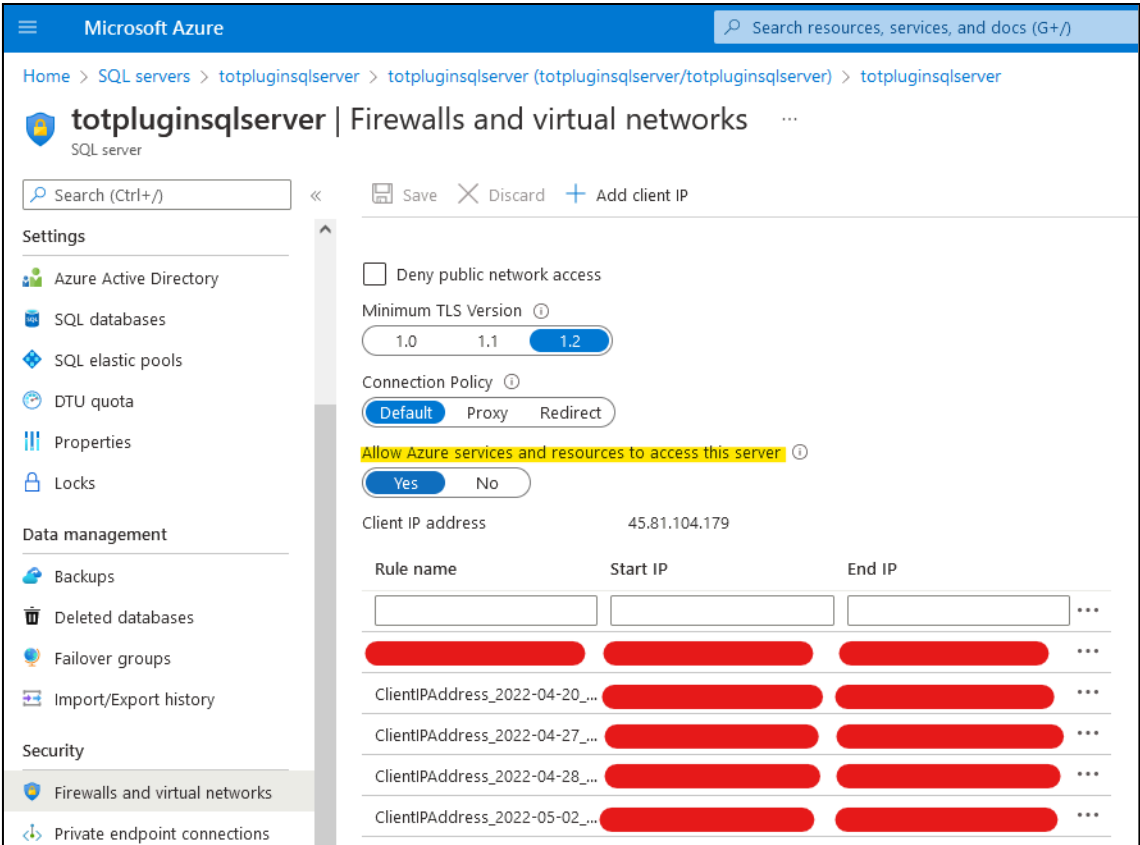 Microsoft Azure
Search resources, services, and docs (G+/)
Home > SQL servers > totpluginsqlserver > totpluginsqlserver (totpluginsqlserver/totpluginsqlserver) > totpluginsqlserver
totpluginsqlserver | Firewalls and virtual networks ...
SQL server
Search (Ctrl+/)
«
Save
Discard
Add client IP
Settings
Azure Active Directory
SQL databases
SQL elastic pools
DTU quota
Properties
Locks
Data management
Backups
Deleted databases
Failover groups
Import/Export history
Security
Firewalls and virtual networks
Private endpoint connections
Deny public network access
Minimum TLS Version
1.0 1.1 1.2
Connection Policy
Default Proxy Redirect
Allow Azure services and resources to access this server
Yes No
Client IP address 45.81.104.179
Rule name Start IP End IP
ClientIPAddress_2022-04-20_...
ClientIPAddress_2022-04-27_...
ClientIPAddress_2022-04-28_...
ClientIPAddress_2022-05-02_...